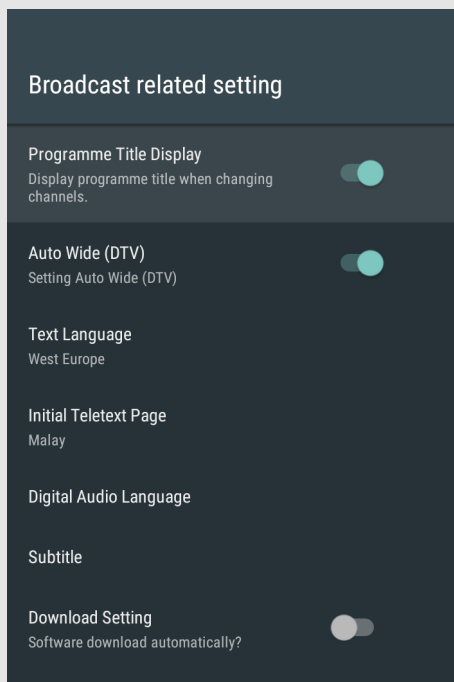 Broadcast related setting
Programme Title Display
Display programme title when changing
channels.
Auto Wide (DTV)
Setting Auto Wide (DTV)
Text Language
West Europe
Initial Teletext Page
Malay
Digital Audio Language
Subtitle
Download Setting
Software download automatically?